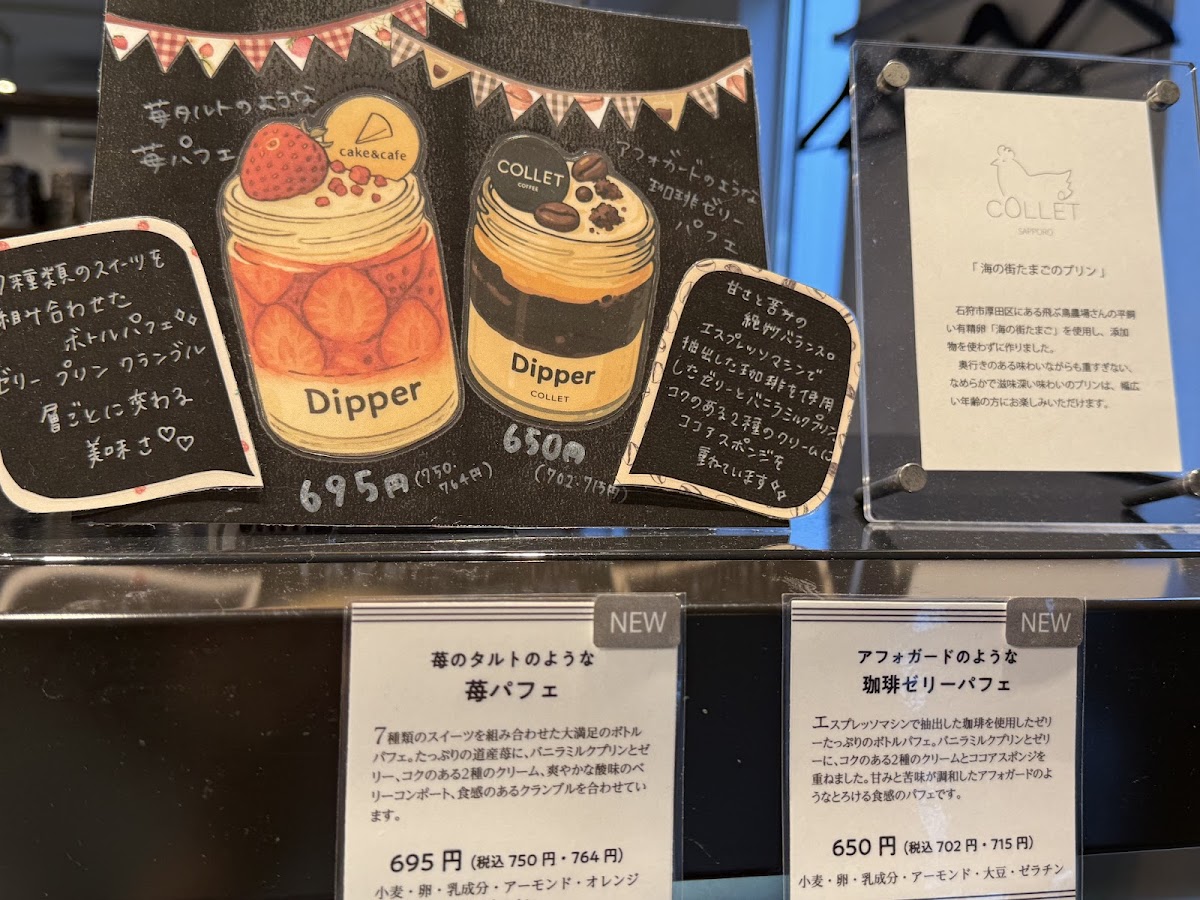 苺タルトのような
苺パフェ
cake&cafe
7種類のスイーツを
組み合わせた
ボトルパフェ
ゼリー プリン クランブル
層ごとに変わる
美味さ♡♡
Dipper
695円(750・
764円)
COLLET
COFFEE
アフォガードのような
珈琲ゼリー
パフェ
Dipper
COLLET
650円
(702・715円)
甘さと苦みの
絶妙バランス◎
エスプレッソマシンで
抽出した珈琲を使用
したゼリーとバニラミルクプリン
コクのある2種のクリームに
ココアスポンジを
重ねています
COLLET
SAPPORO
「海の街たまごのプリン」
石狩市厚田区にある飛ぶ鳥農場さんの平飼
い有精卵「海の街たまご」を使用し、添加
物を使わずに作りました。
奥行きのある味わいながらも重すぎない、
なめらかで滋味深い味わいのプリンは、幅広
い年齢の方にお楽しみいただけます。
NEW
苺のタルトのような
苺パフェ
7種類のスイーツを組み合わせた大満足のボトル
パフェ。たっぷりの道産苺に、バニラミルクプリンとゼ
リー、コクのある2種のクリーム、爽やかな酸味のベ
リーコンポート、食感のあるクランブルを合わせてい
ます。
695 円 (税込 750 円・764 円)
小麦・卵・乳成分・アーモンド・オレンジ
NEW
アフォガードのような
珈琲ゼリーパフェ
エスプレッソマシンで抽出した珈琲を使用したゼリ
ーたっぷりのボトルパフェ。バニラミルクプリンとゼリ
ーに、コクのある2種のクリームとココアスポンジを
重ねました。甘みと苦味が調和したアフォガードのよ
うなとろける食感のパフェです。
650 円 (税込 702 円・715 円)
小麦・卵・乳成分・アーモンド・大豆・ゼラチン